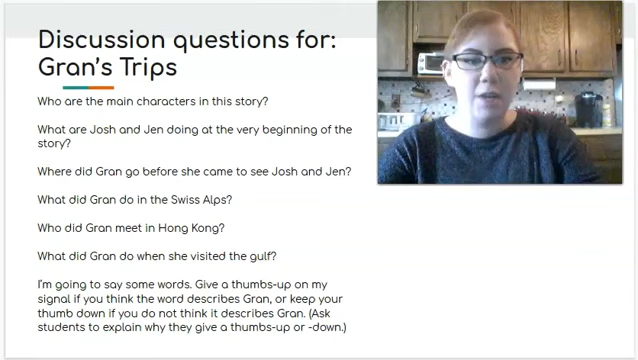 Discussion questions for:
Gran's Trips
Who are the main characters in this story?
What are Josh and Jen doing at the very beginning of the
story?
Where did Gran go before she came to see Josh and Jen?
What did Gran do in the Swiss Alps?
Who did Gran meet in Hong Kong?
What did Gran do when she visited the gulf?
I'm going to say some words. Give a thumbs-up on my
signal if you think the word describes Gran, or keep your
thumb down if you do not think it describes Gran. (Ask
students to explain why they give a thumbs-up or -down.)